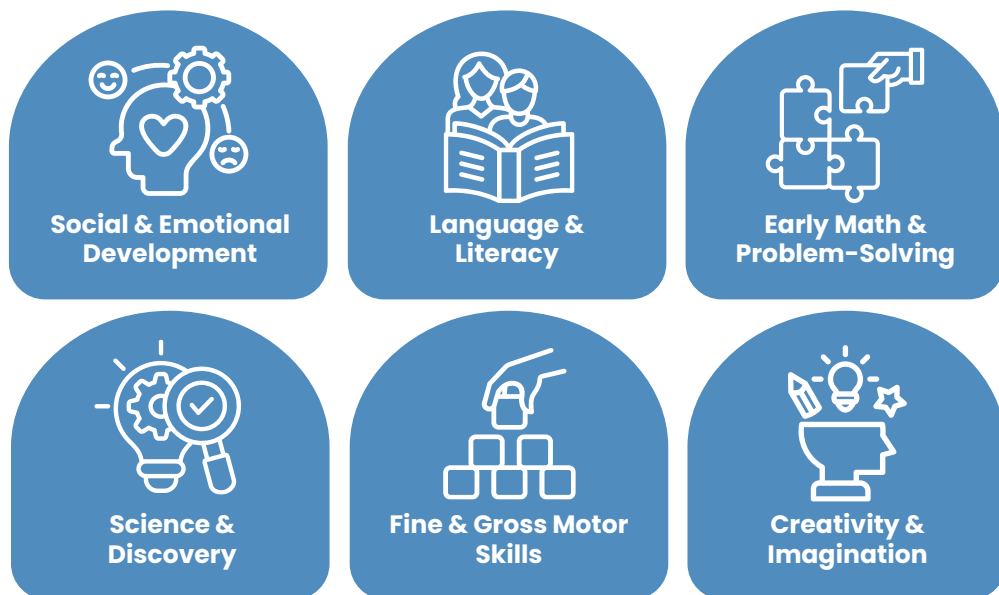 Social & Emotional
Development
Language &
Literacy
Early Math &
Problem-Solving
Science &
Discovery
Fine & Gross Motor
Skills
Creativity &
Imagination